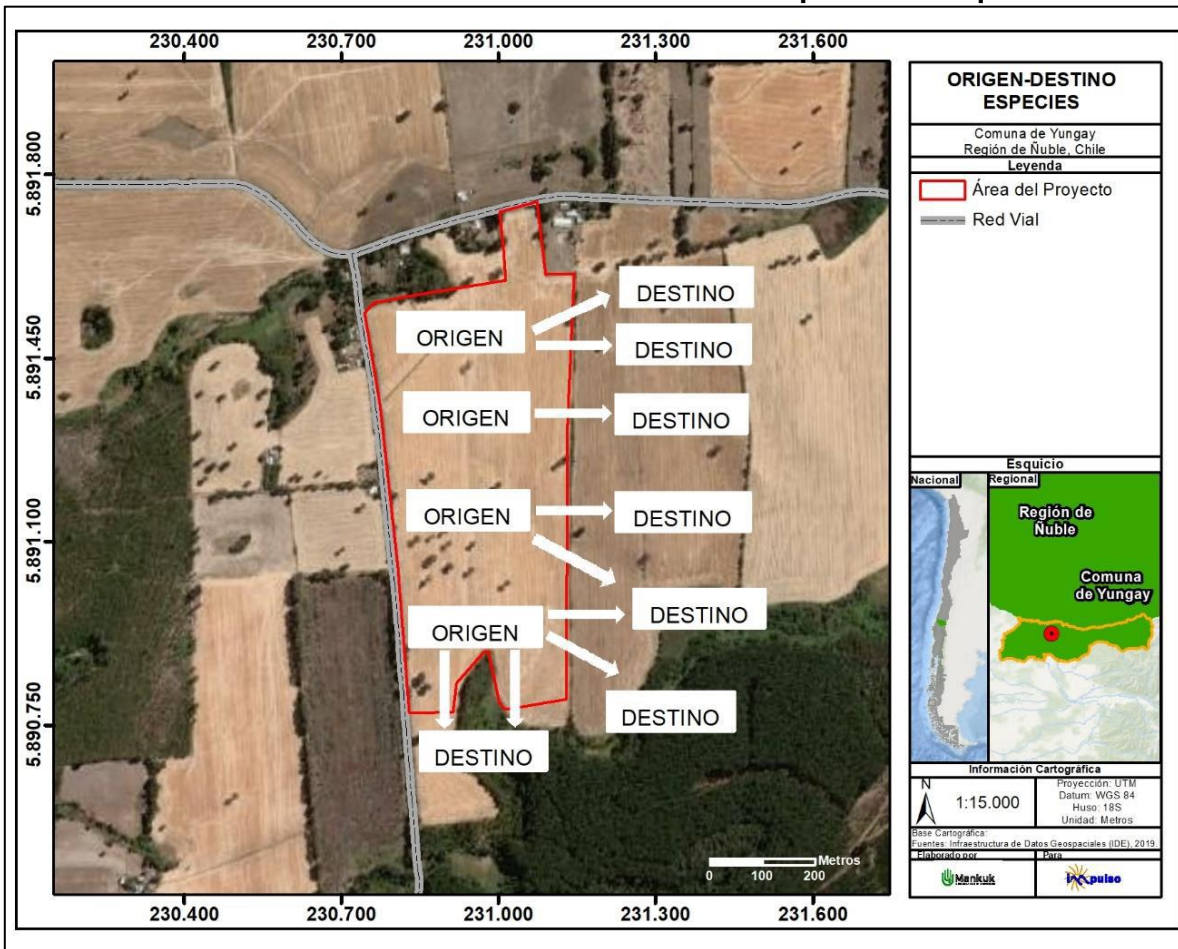 230.400 230.700 231.000 231.300 231.600
5.891.800
5.891.450
5.891.100
5.890.750
DESTINO
ORIGEN
DESTINO
ORIGEN
DESTINO
ORIGEN
DESTINO
DESTINO
ORIGEN
DESTINO
DESTINO
Metros
0 100 200
230.400 230.700 231.000 231.300 231.600
ORIGEN-DESTINO
ESPECIES
Comuna de Yungay
Región de Ñuble, Chile
Leyenda
Área del Proyecto
Red Vial
Esquicio
Nacional
Regional
Región de
Ñuble
Comuna
de Yungay
Información Cartográfica
N
1:15.000
Proyección: UTM
Datum: WGS 84
Huso: 18S
Unidad: Metros
Base Cartográfica:
Fuentes: Infraestructura de Datos Geospaciales (IDE), 2019.
Elaborado por
Para
Mankuk
impulso